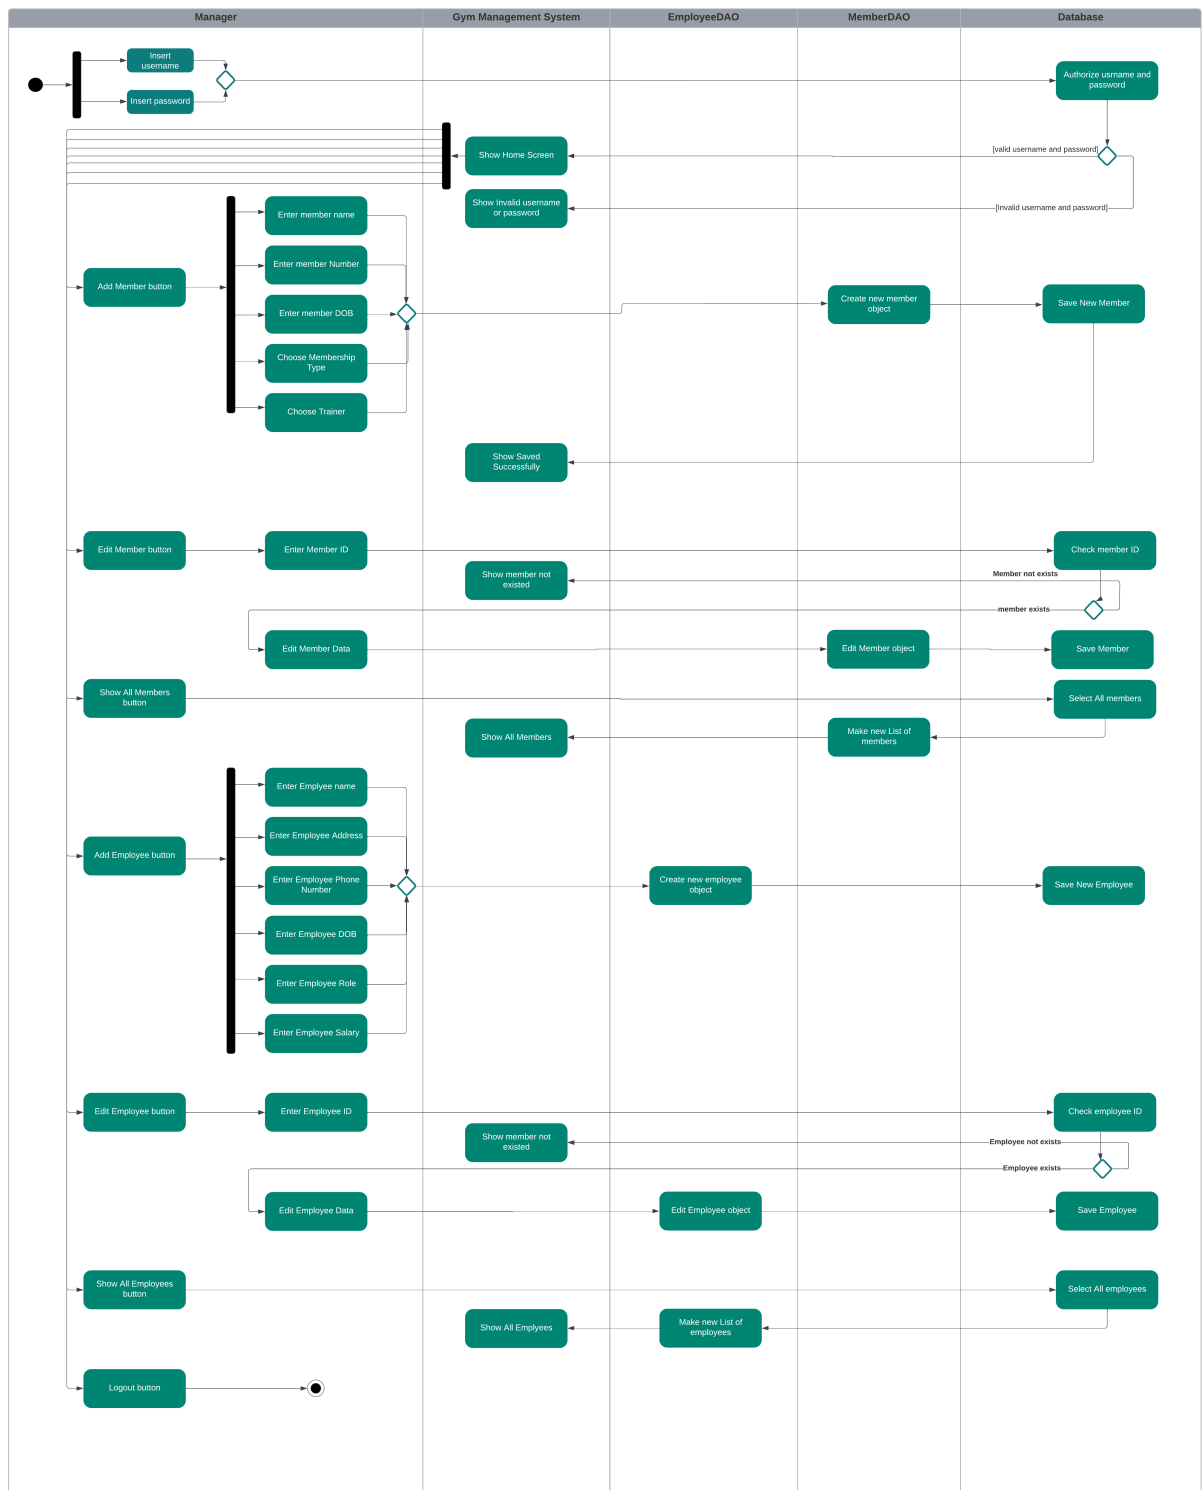 Manager
Gym Management System
EmployeeDAO
MemberDAO
Database
Insert
username
Insert password
Authorize usrname and
password
[valid username and password]
Show Home Screen
Show Invalid username
or password
[Invalid username and password]
Enter member name
Enter member Number
Add Member button
Enter member DOB
Create new member
object
Save New Member
Choose Membership
Type
Choose Trainer
Show Saved
Successfully
Edit Member button
Enter Member ID
Check member ID
Show member not
existed
Member not exists
member exists
Edit Member Data
Edit Member object
Save Member
Show All Members
button
Select All members
Show All Members
Make new List of
members
Enter Emplyee name
Enter Employee Address
Add Employee button
Enter Employee Phone
Number
Create new employee
object
Save New Employee
Enter Employee DOB
Enter Employee Role
Enter Employee Salary
Edit Employee button
Enter Employee ID
Check employee ID
Show member not
existed
Employee not exists
Employee exists
Edit Employee Data
Edit Employee object
Save Employee
Show All Employees
button
Select All employees
Show All Emplyees
Make new List of
employees
Logout button